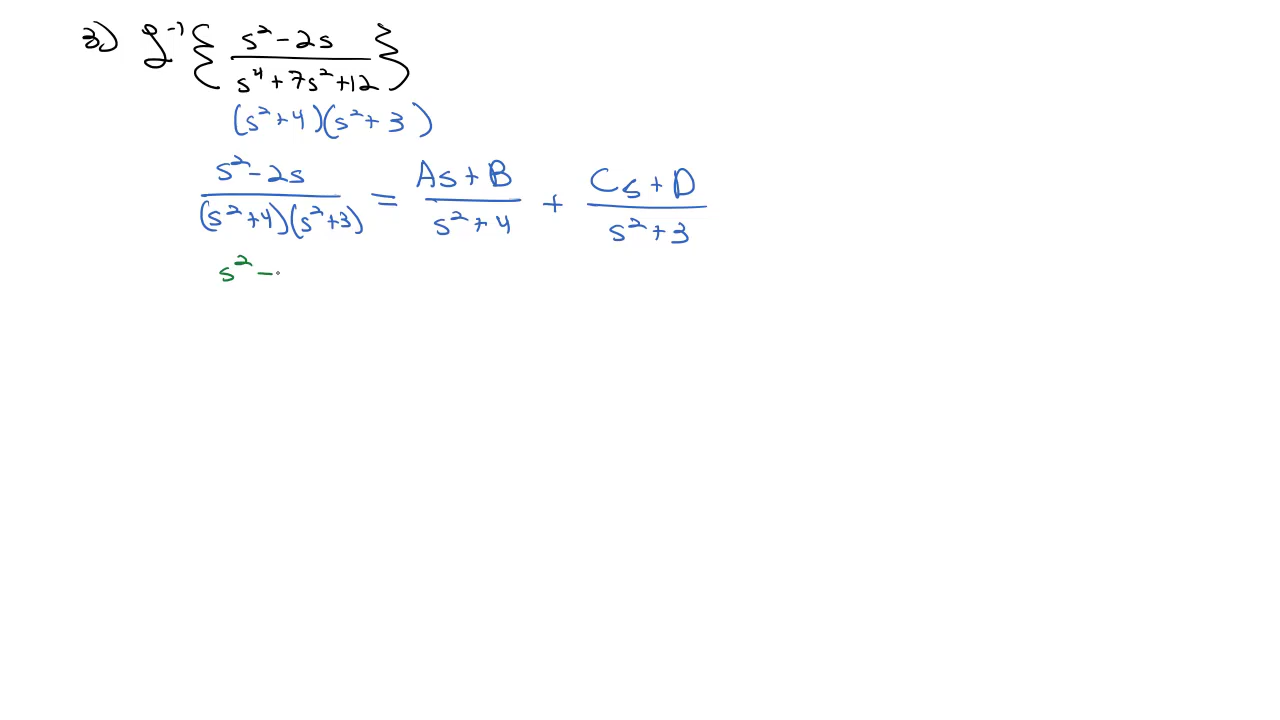 3) ℒ⁻¹ { (s² - 2s) / (s⁴ + 7s² + 12) }
(s² + 4)(s² + 3)
(s² - 2s) / ((s² + 4)(s² + 3)) = (As + B) / (s² + 4) + (Cs + D) / (s² + 3)
s² -